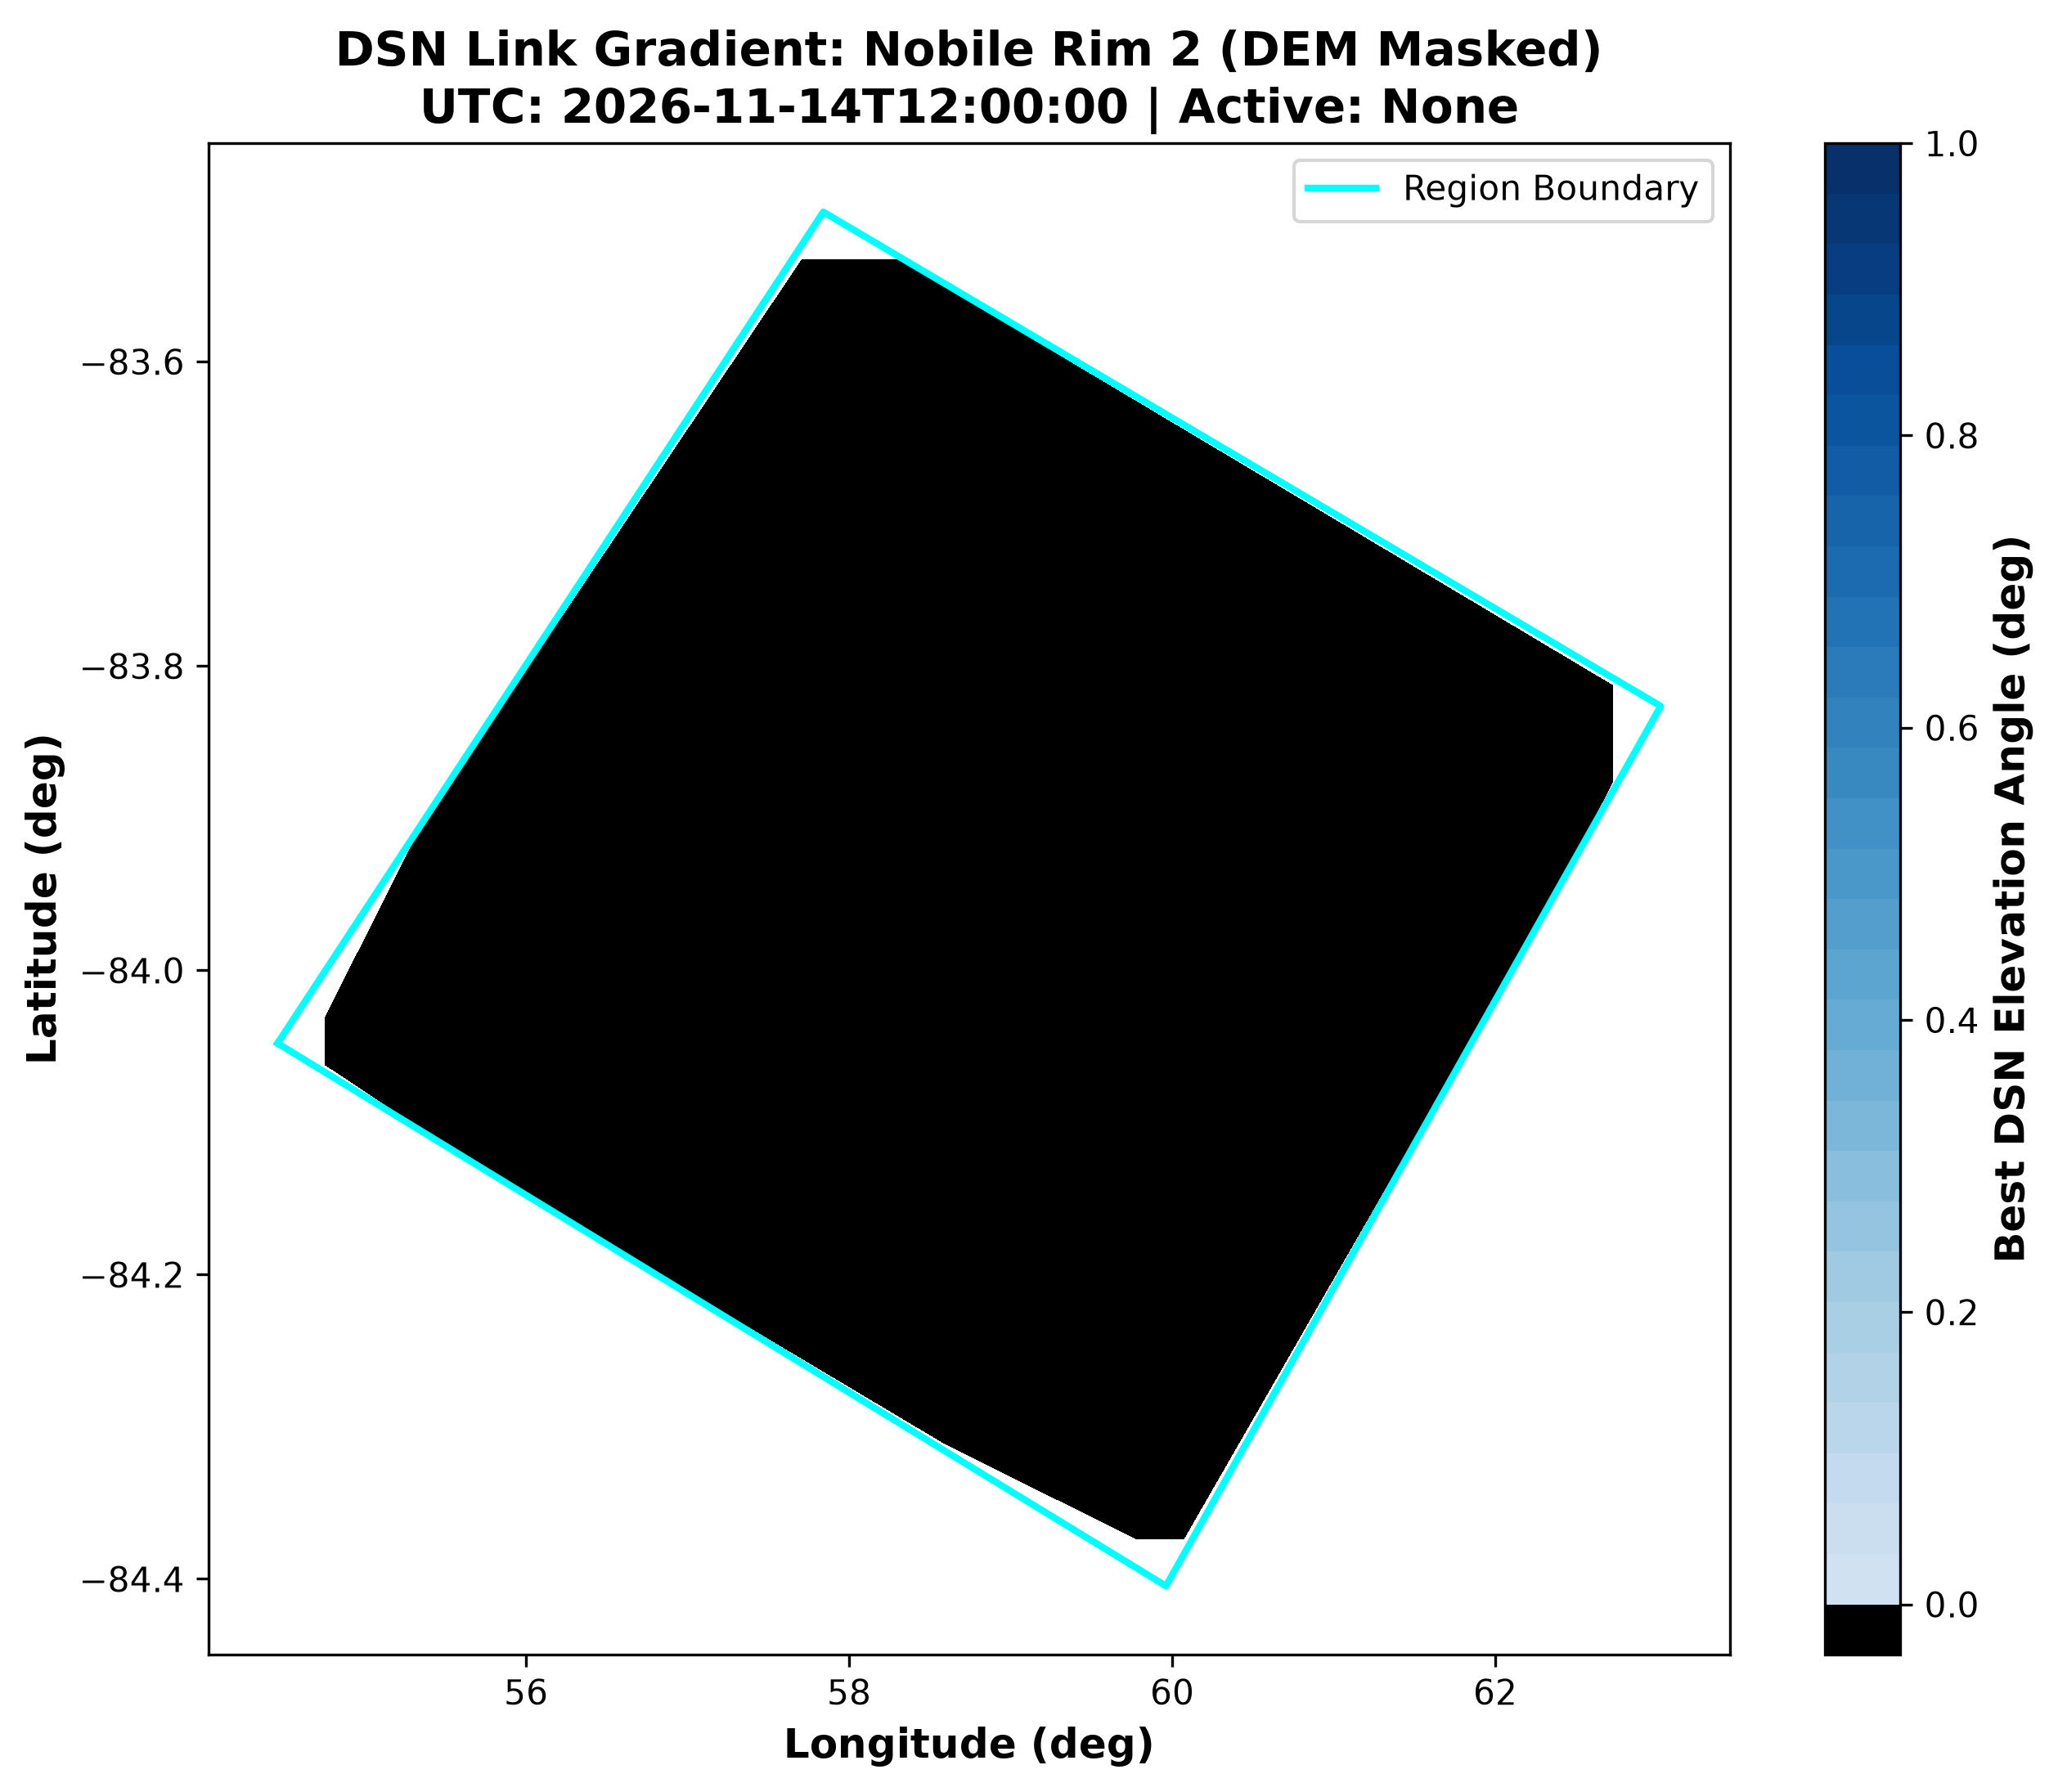 DSN Link Gradient: Nobile Rim 2 (DEM Masked)
UTC: 2026-11-14T12:00:00 | Active: None
Region Boundary
1.0
0.8
0.6
0.4
0.2
0.0
Best DSN Elevation Angle (deg)
Latitude (deg)
−83.6
−83.8
−84.0
−84.2
−84.4
56
58
60
62
Longitude (deg)